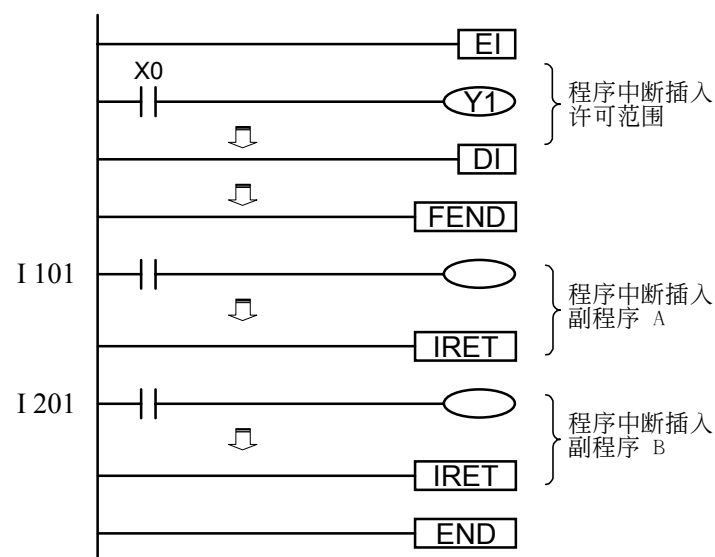 EI
X0
Y1
程序中断插入
许可范围
DI
FEND
I 101
程序中断插入
副程序 A
IRET
I 201
程序中断插入
副程序 B
IRET
END